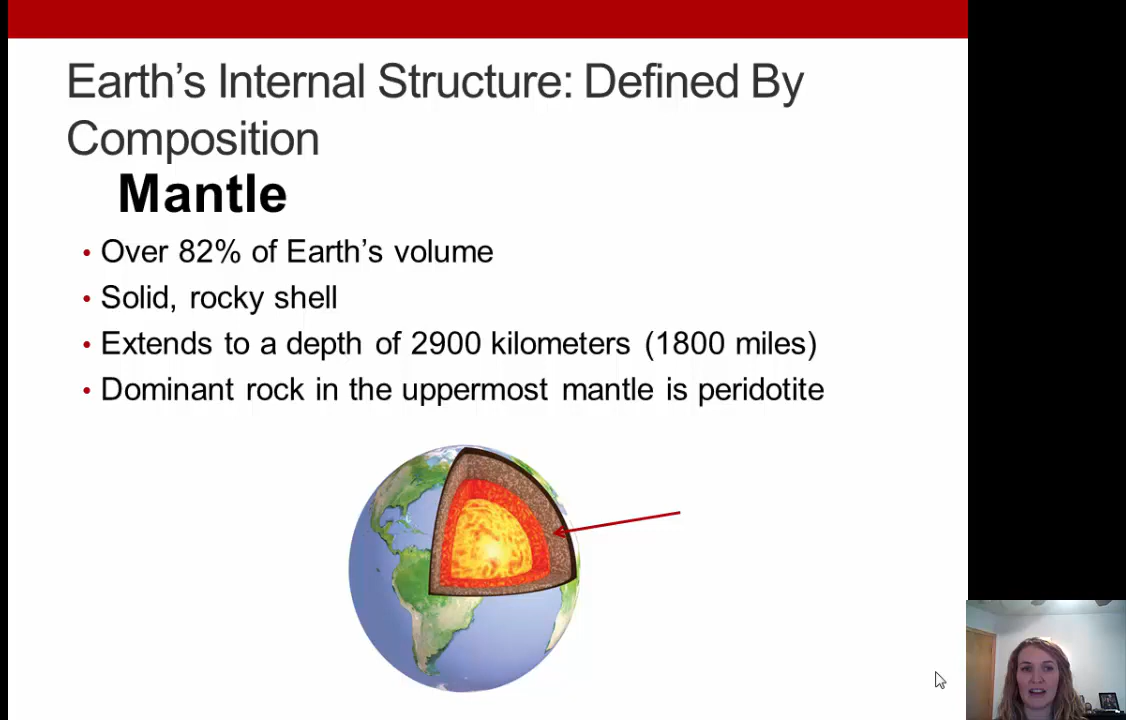 Earth's Internal Structure: Defined By
Composition
Mantle
• Over 82% of Earth's volume
• Solid, rocky shell
• Extends to a depth of 2900 kilometers (1800 miles)
• Dominant rock in the uppermost mantle is peridotite